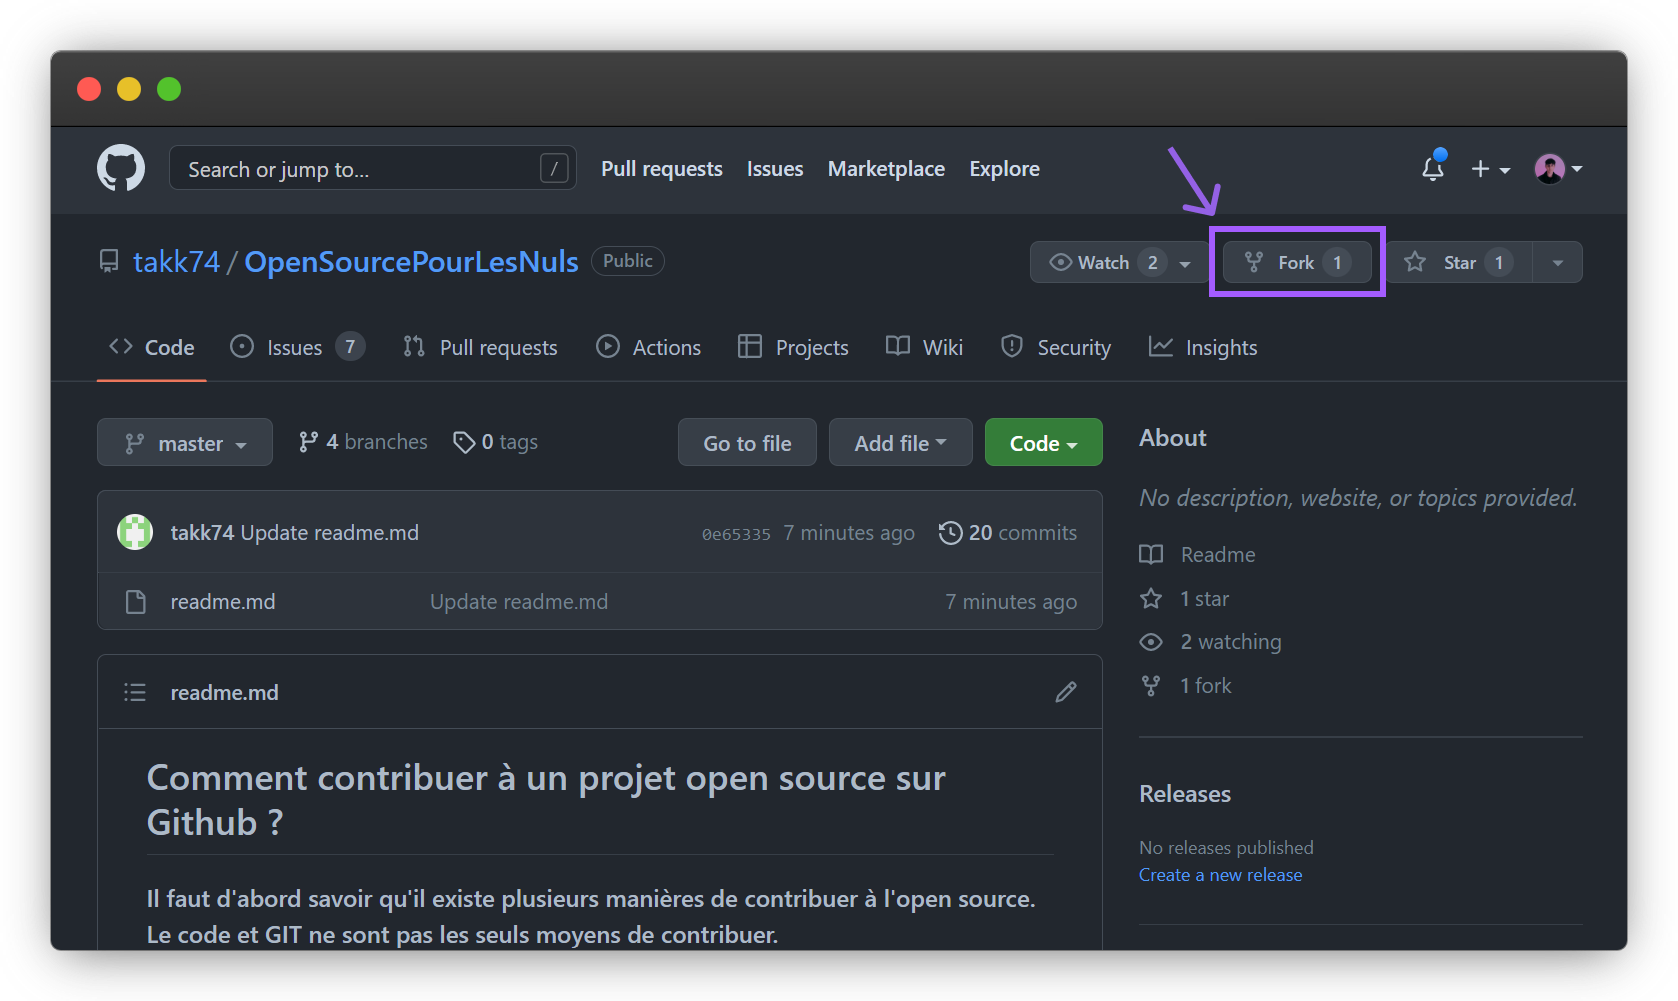 Search or jump to... /
Pull requests Issues Marketplace Explore
takk74 / OpenSourcePourLesNuls Public
Watch 2 Fork 1 Star 1
Code Issues 7 Pull requests Actions Projects Wiki Security Insights
master 4 branches 0 tags Go to file Add file Code
takk74 Update readme.md 0e65335 7 minutes ago 20 commits
readme.md Update readme.md 7 minutes ago
readme.md
Comment contribuer à un projet open source sur
Github ?
Il faut d'abord savoir qu'il existe plusieurs manières de contribuer à l'open source.
Le code et GIT ne sont pas les seuls moyens de contribuer.
About
No description, website, or topics provided.
Readme
1 star
2 watching
1 fork
Releases
No releases published
Create a new release